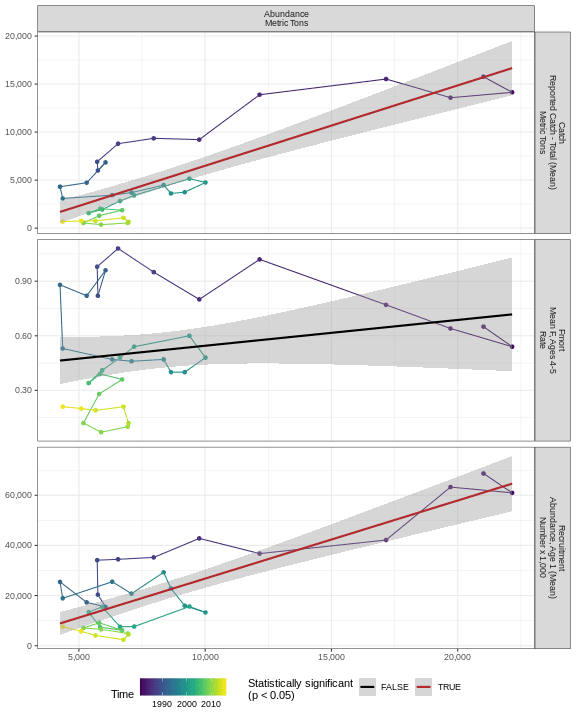 Abundance
Metric Tons
20,000
15,000
10,000
5,000
0
Catch
Reported Catch - Total (Mean)
Metric Tons
0.90
0.60
0.30
Fmort
Mean F, Ages 4-5
Rate
60,000
40,000
20,000
0
Recruitment
Abundance, Age 1 (Mean)
Number x 1,000
5,000 10,000 15,000 20,000
Time
1990 2000 2010
Statistically significant
(p < 0.05)
FALSE TRUE